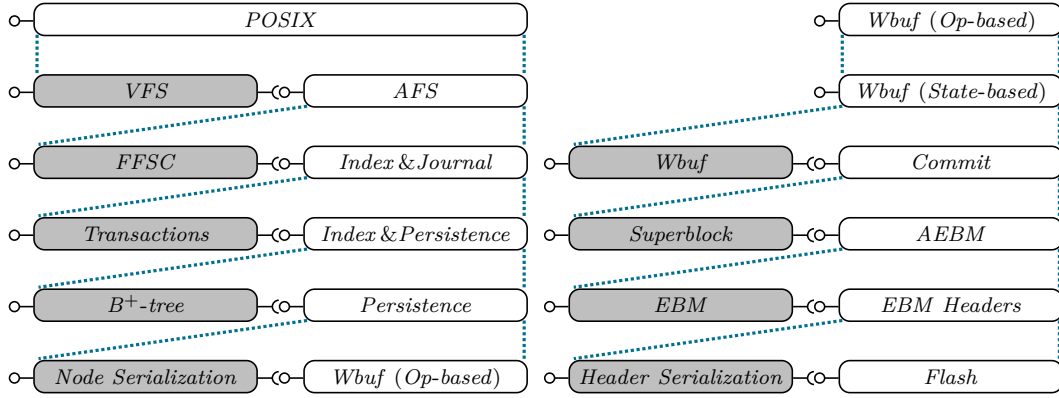 POSIX
VFS
AFS
FFSC
Index & Journal
Transactions
Index & Persistence
B⁺-tree
Persistence
Node Serialization
Wbuf (Op-based)
Wbuf (Op-based)
Wbuf (State-based)
Wbuf
Commit
Superblock
AEBM
EBM
EBM Headers
Header Serialization
Flash